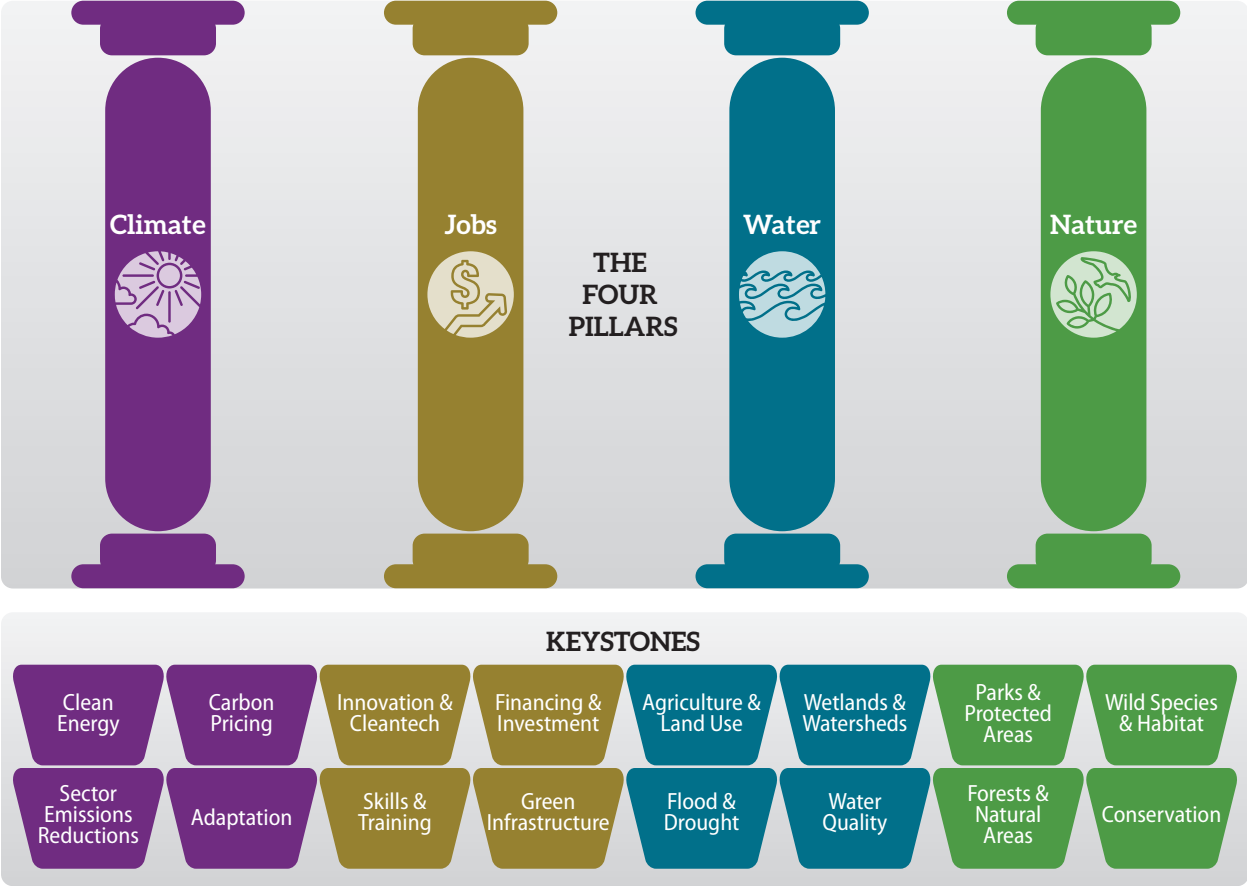 Climate
Jobs
THE
FOUR
PILLARS
Water
Nature
KEYSTONES
Clean
Energy
Carbon
Pricing
Innovation &
Cleantech
Financing &
Investment
Agriculture &
Land Use
Wetlands &
Watersheds
Parks &
Protected
Areas
Wild Species
& Habitat
Sector
Emissions
Reductions
Adaptation
Skills &
Training
Green
Infrastructure
Flood &
Drought
Water
Quality
Forests &
Natural
Areas
Conservation